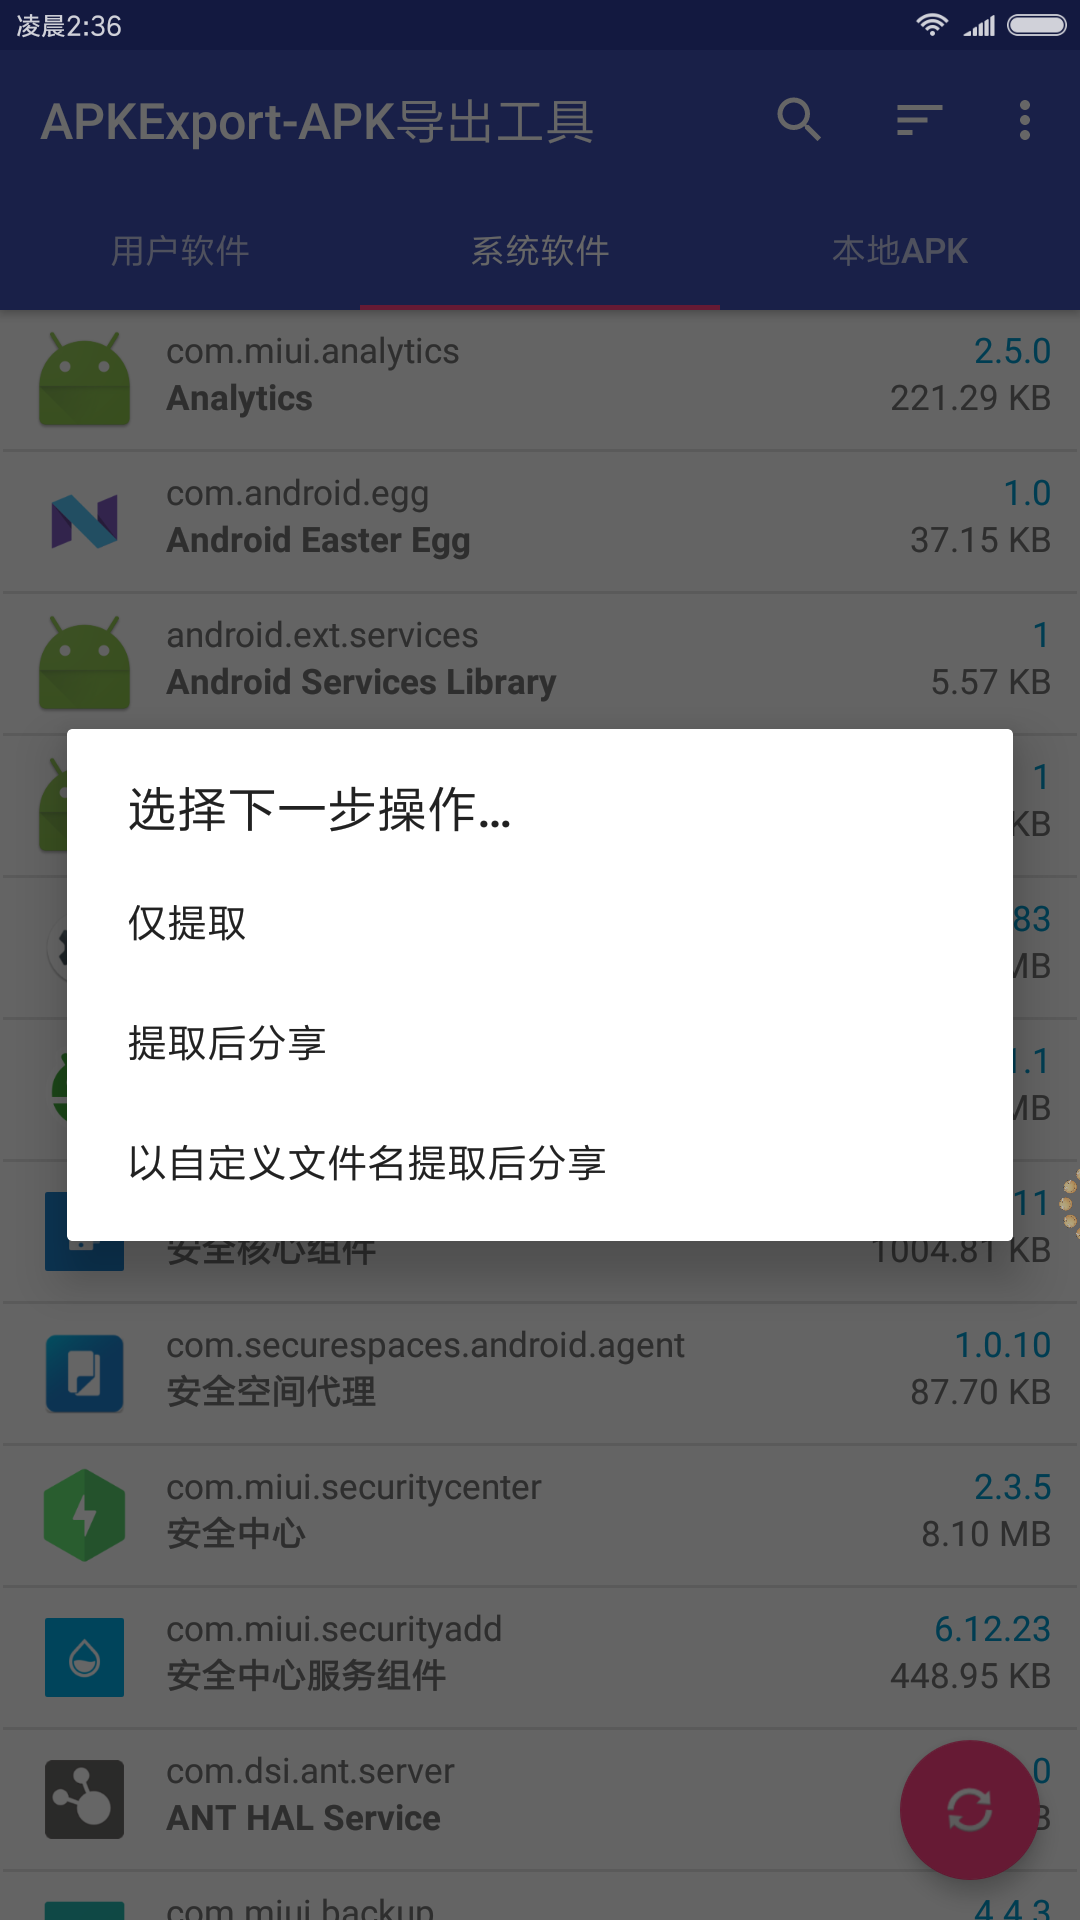 凌晨2:36
APKExport-APK导出工具
用户软件
系统软件
本地APK
com.miui.analytics
2.5.0
Analytics
221.29 KB
com.android.egg
1.0
Android Easter Egg
37.15 KB
android.ext.services
1
Android Services Library
5.57 KB
1
KB
选择下一步操作...
仅提取
83
MB
提取后分享
1.1
MB
以自定义文件名提取后分享
11
安全核心组件
1004.81 KB
com.securespaces.android.agent
1.0.10
安全空间代理
87.70 KB
com.miui.securitycenter
2.3.5
安全中心
8.10 MB
com.miui.securityadd
6.12.23
安全中心服务组件
448.95 KB
com.dsi.ant.server
0
ANT HAL Service
B
com.miui.backup
4.4.3